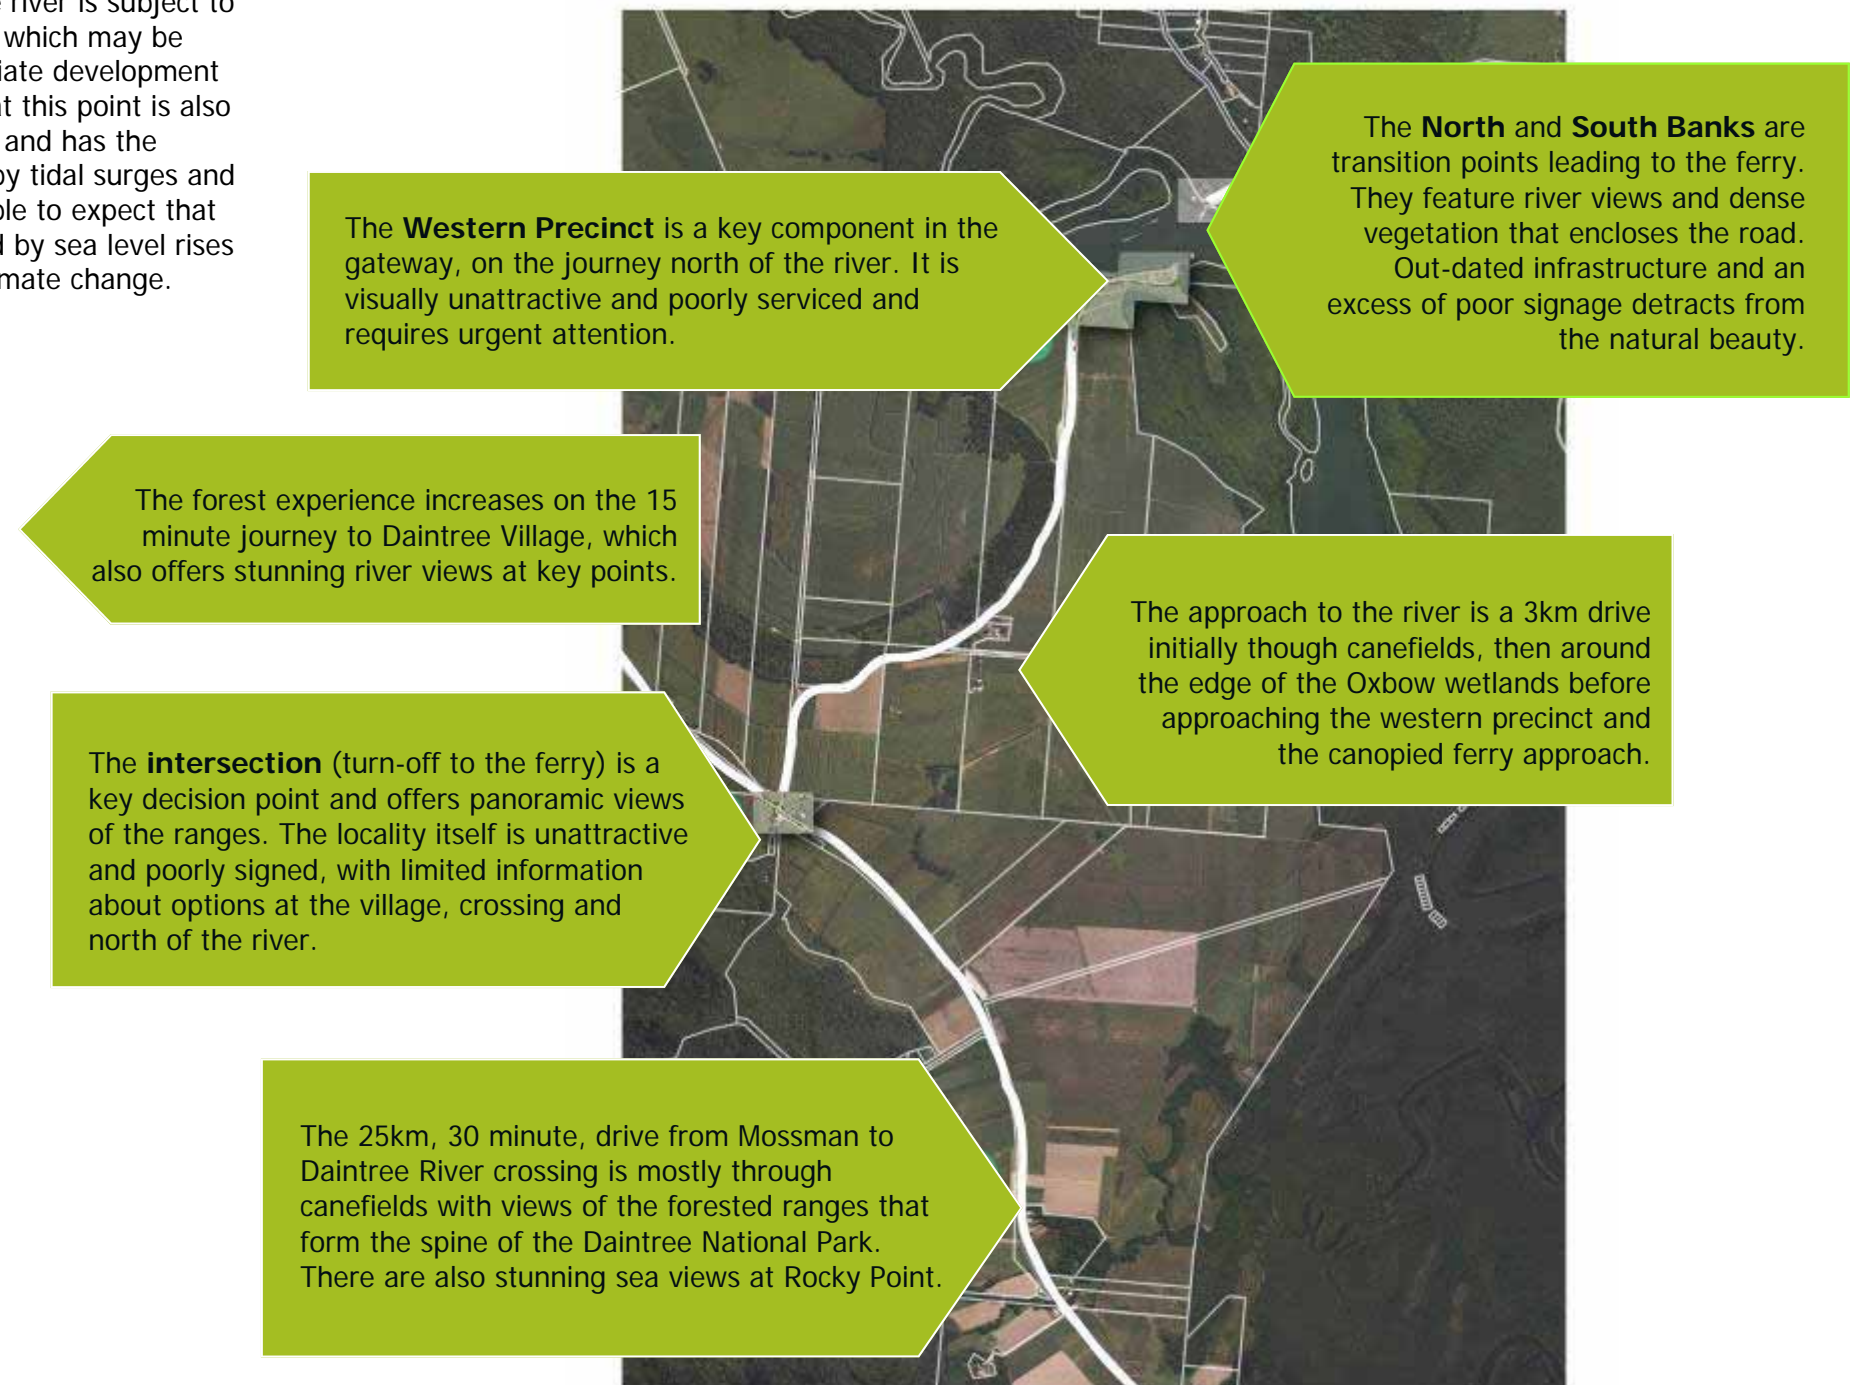 river is subject to
which may be
development
at this point is also
and has the
by tidal surges and
to expect that
by sea level rises
change.
The Western Precinct is a key component in the
gateway, on the journey north of the river. It is
visually unattractive and poorly serviced and
requires urgent attention.
The North and South Banks are
transition points leading to the ferry.
They feature river views and dense
vegetation that encloses the road.
Out-dated infrastructure and an
excess of poor signage detracts from
the natural beauty.
The forest experience increases on the 15
minute journey to Daintree Village, which
also offers stunning river views at key points.
The approach to the river is a 3km drive
initially though canefields, then around
the edge of the Oxbow wetlands before
approaching the western precinct and
the canopied ferry approach.
The intersection (turn-off to the ferry) is a
key decision point and offers panoramic views
of the ranges. The locality itself is unattractive
and poorly signed, with limited information
about options at the village, crossing and
north of the river.
The 25km, 30 minute, drive from Mossman to
Daintree River crossing is mostly through
canefields with views of the forested ranges that
form the spine of the Daintree National Park.
There are also stunning sea views at Rocky Point.